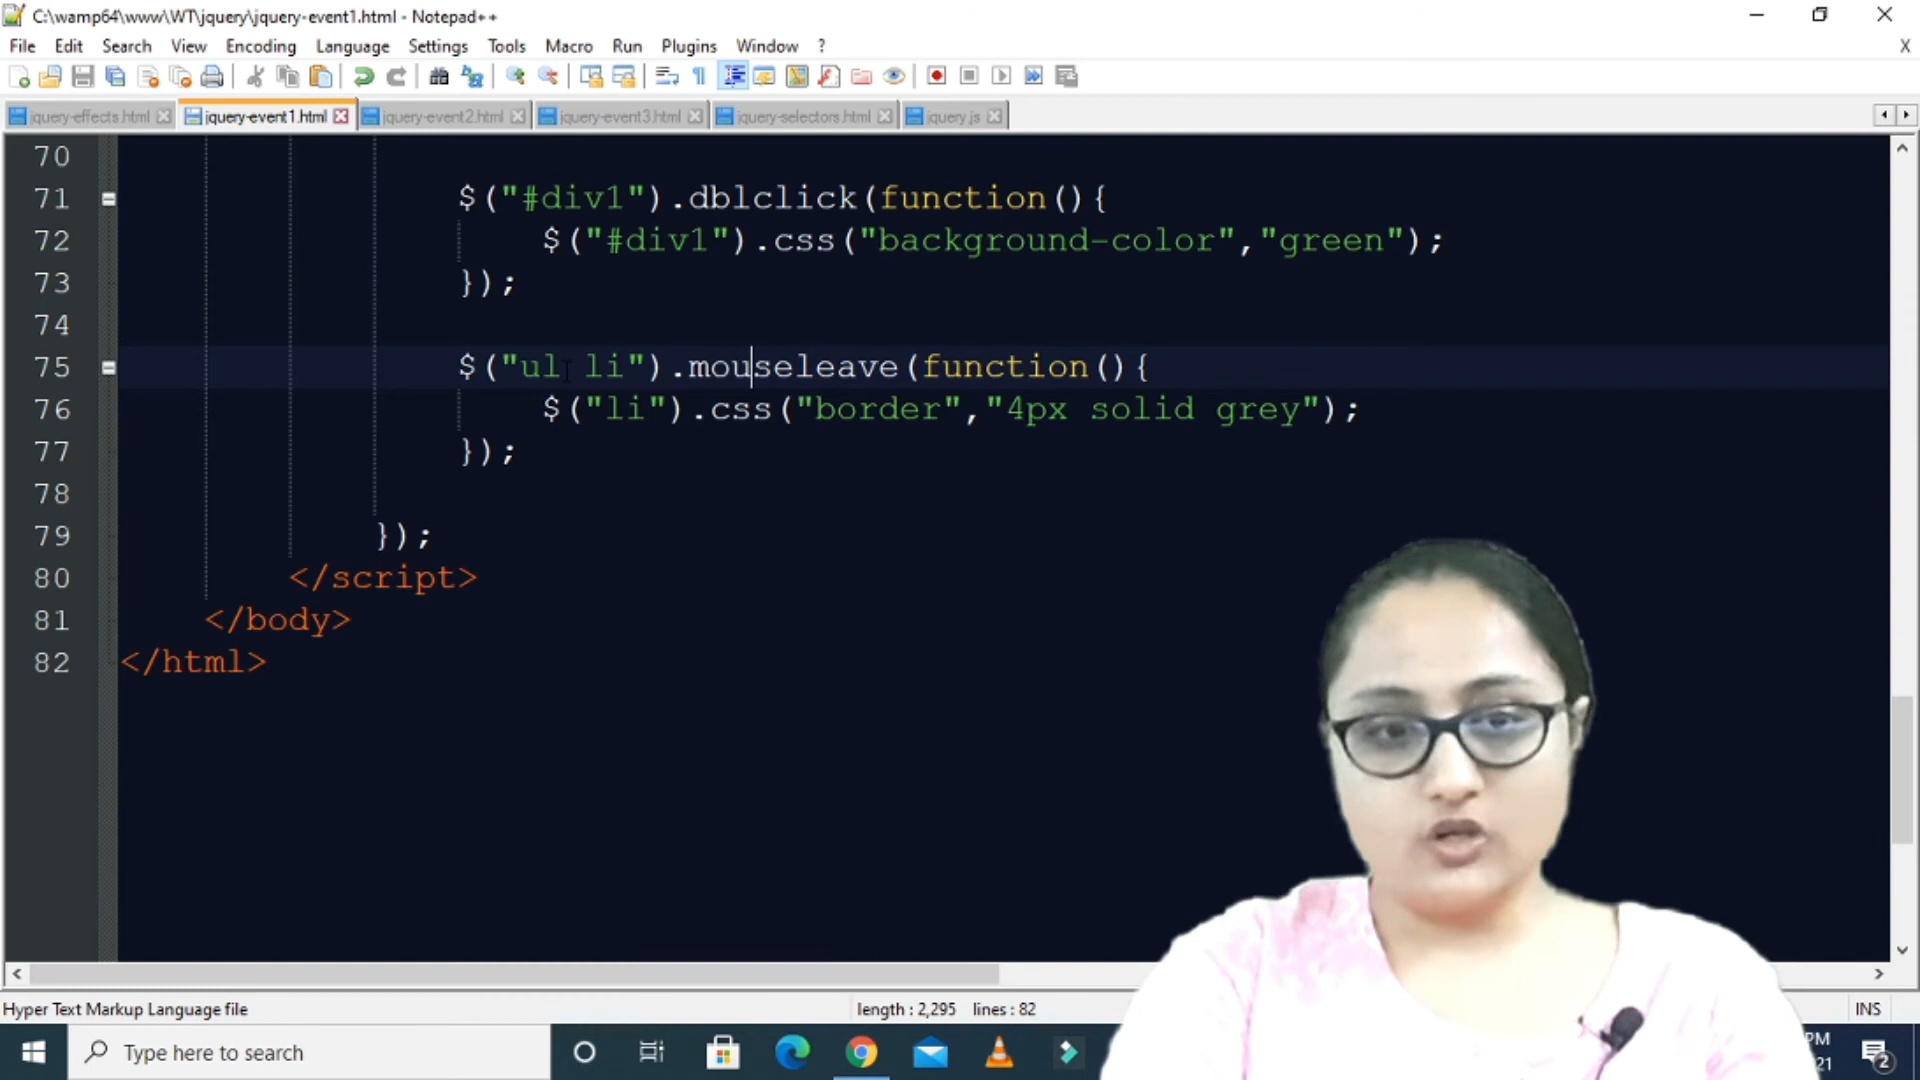 C:\wamp64\www\WT\jquery\jquery-event1.html - Notepad++
File Edit Search View Encoding Language Settings Tools Macro Run Plugins Window ? X
jquery-effects.html jquery-event1.html jquery-event2.html jquery-event3.html jquery-selectors.html jquery.js
70
71 $("#div1").dblclick(function(){
72 $("#div1").css("background-color","green");
73 });
74
75 $("ul li").mouseleave(function(){
76 $("li").css("border","4px solid grey");
77 });
78
79 });
80 </script>
81 </body>
82 </html>
Hyper Text Markup Language file length : 2,295 lines : 82 INS
Type here to search
PM
21
2